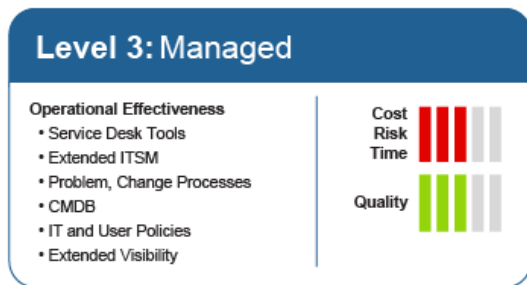 Level 3: Managed
Operational Effectiveness
• Service Desk Tools
• Extended ITSM
• Problem, Change Processes
• CMDB
• IT and User Policies
• Extended Visibility
Cost
Risk
Time
Quality